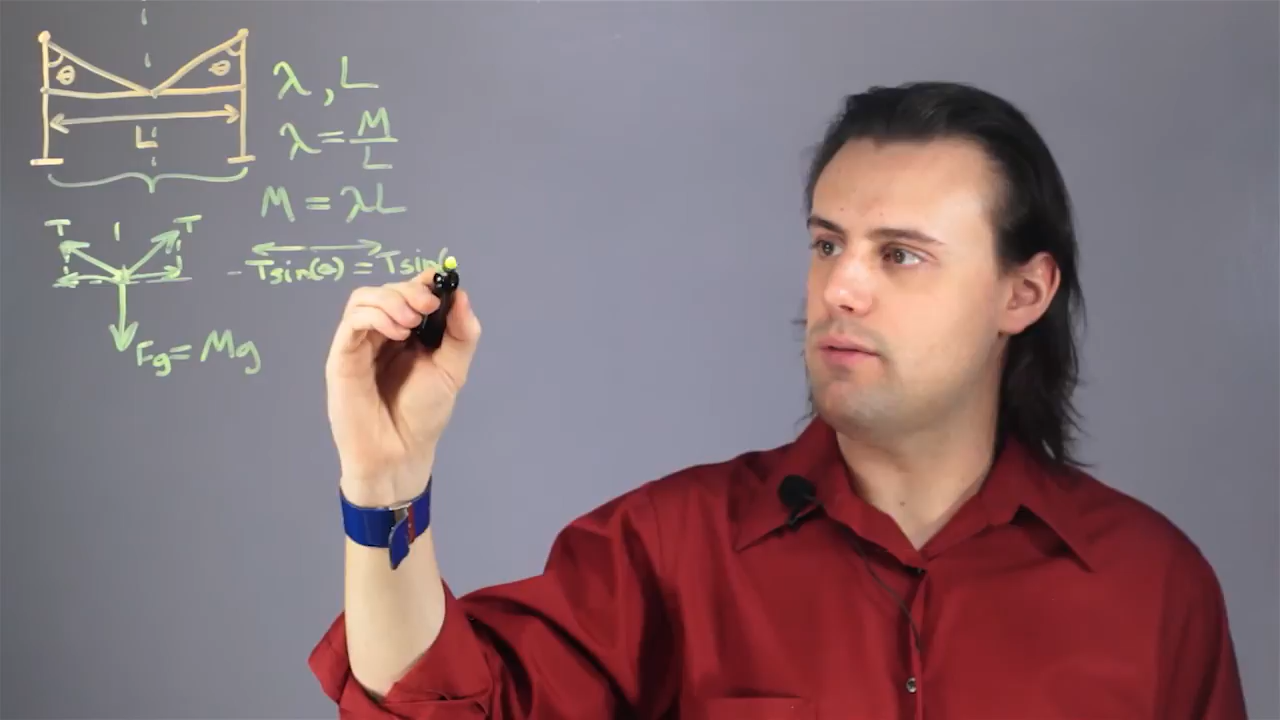 θ θ
L
λ, L
λ = M/L
M = λL
T T
-Tsin(θ) = Tsin(
Fg = Mg